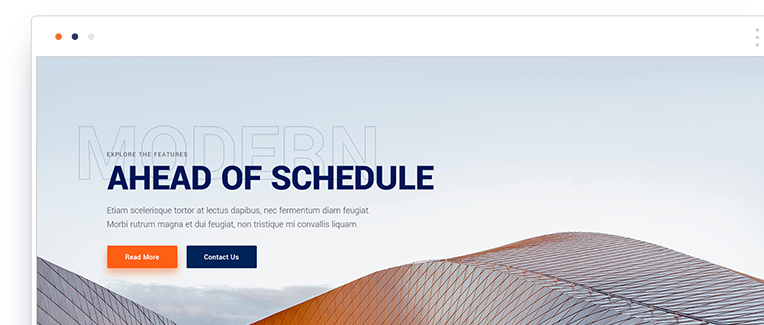 MODERN
EXPLORE THE FEATURES
AHEAD OF SCHEDULE
Etiam scelerisque tortor at lectus dapibus, nec fermentum diam feugiat.
Morbi rutrum magna et dui feugiat, non tristique mi convallis liquam.
Read More
Contact Us